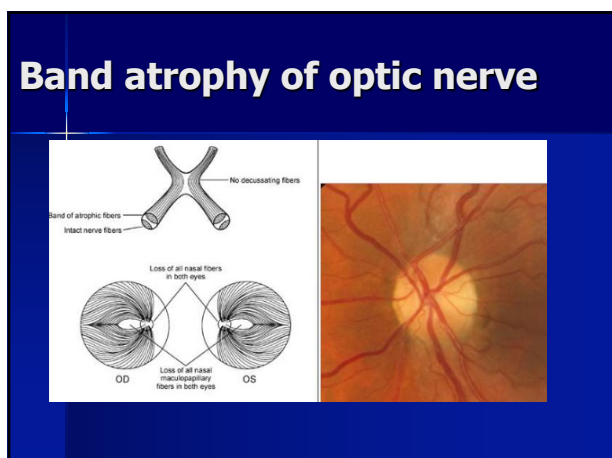 Band atrophy of optic nerve
No decussating fibers
Band of atrophic fibers
Intact nerve fibers
Loss of all nasal fibers
in both eyes
Loss of all nasal
maculopapillary
fibers in both eyes
OD
OS